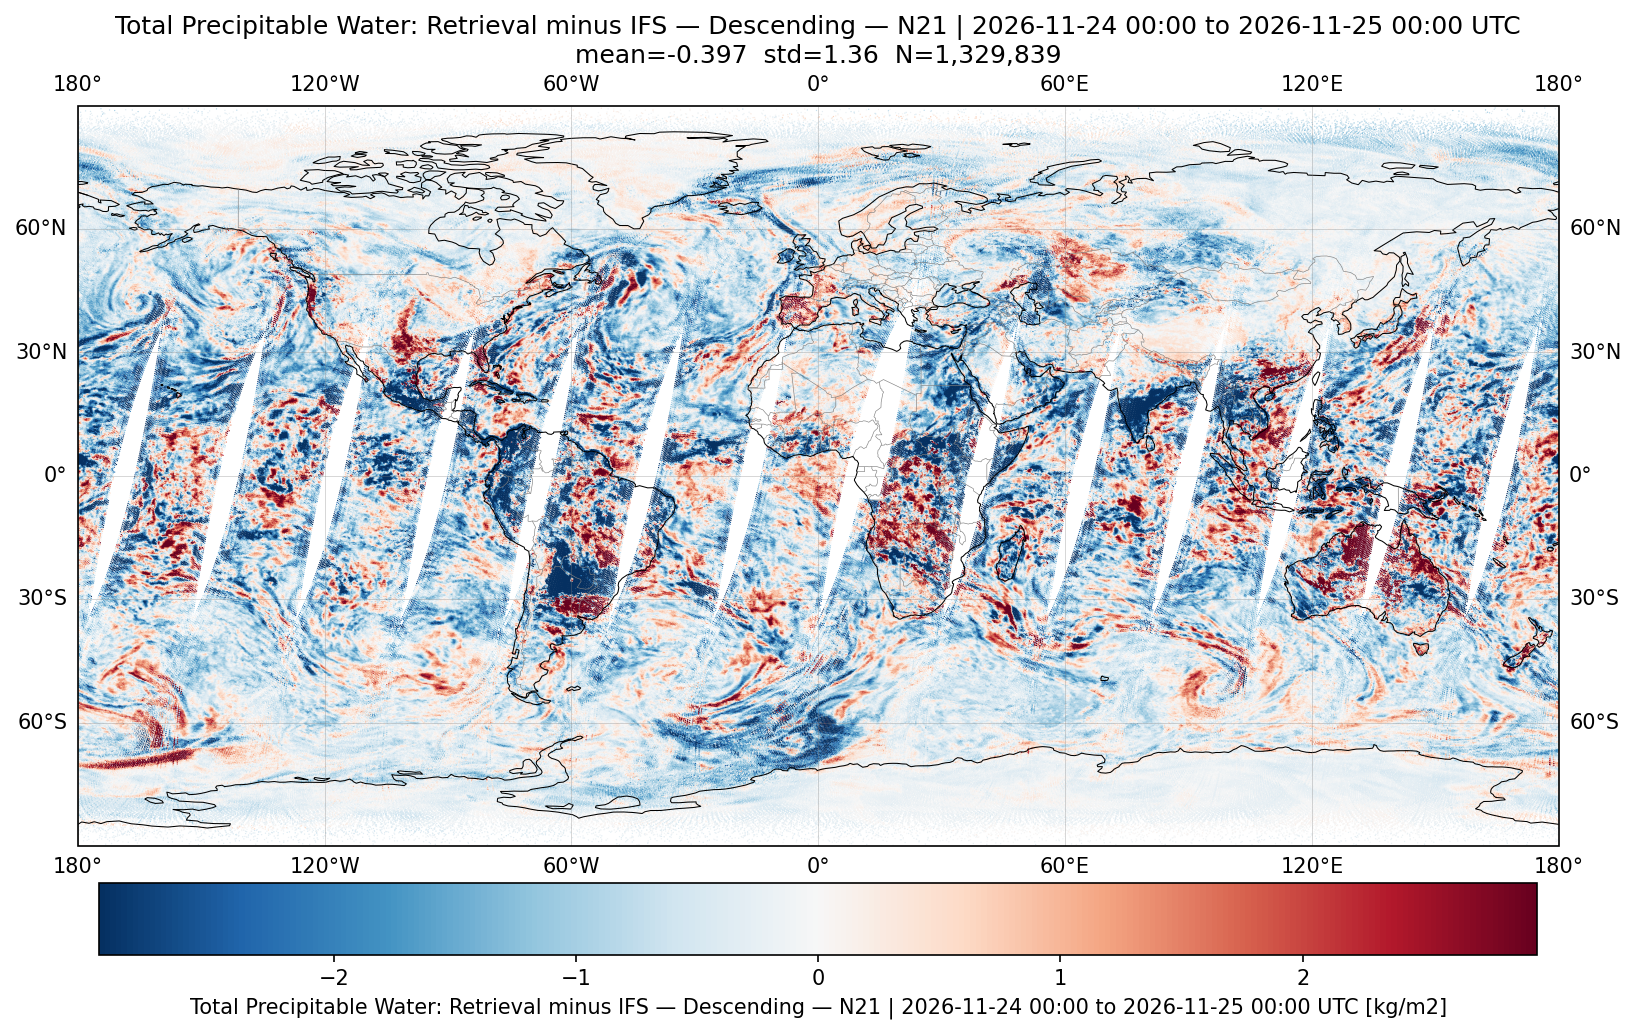 Total Precipitable Water: Retrieval minus IFS — Descending — N21 | 2026-11-24 00:00 to 2026-11-25 00:00 UTC
mean=-0.397  std=1.36  N=1,329,839
180° 120°W 60°W 0° 60°E 120°E 180°
60°N 60°N
30°N 30°N
0° 0°
30°S 30°S
60°S 60°S
180° 120°W 60°W 0° 60°E 120°E 180°
−2 −1 0 1 2
Total Precipitable Water: Retrieval minus IFS — Descending — N21 | 2026-11-24 00:00 to 2026-11-25 00:00 UTC [kg/m2]